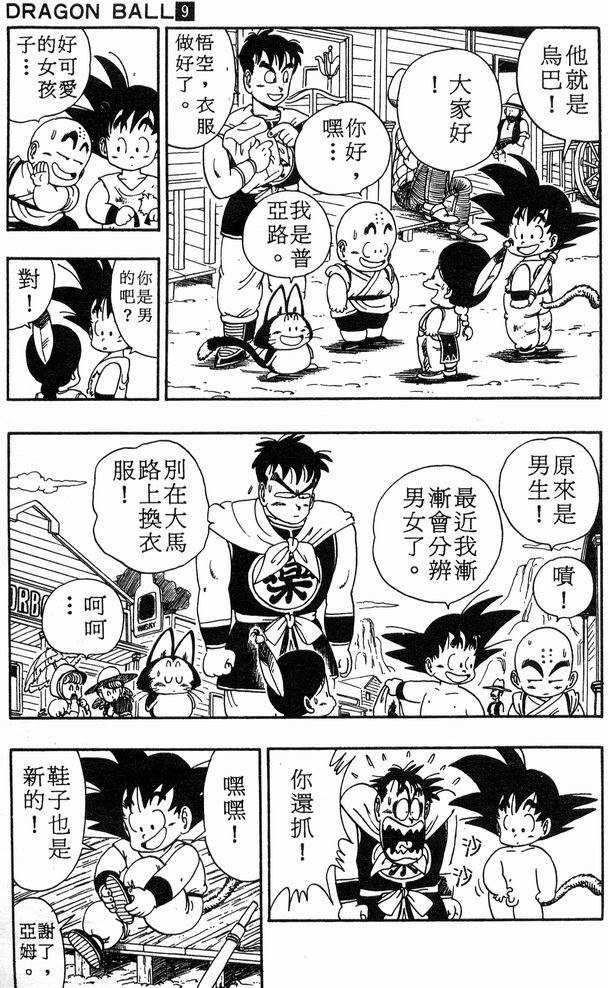 DRAGON BALL 9
他就是
烏巴！
大家好
！
你好，
嘿…
我是普
亞路。
悟空，衣服
做好了。
好可愛
的女孩
子…
你是男
的吧？
對！
原來是
男生！
嘖！
最近我漸
漸會分辨
男女了。
樂
別在大馬
路上換衣
服！
呵呵
…
WHISKY
ORB
你還抓！
沙
沙
嘿嘿！
鞋子也是
新的！
謝了，
亞姆。